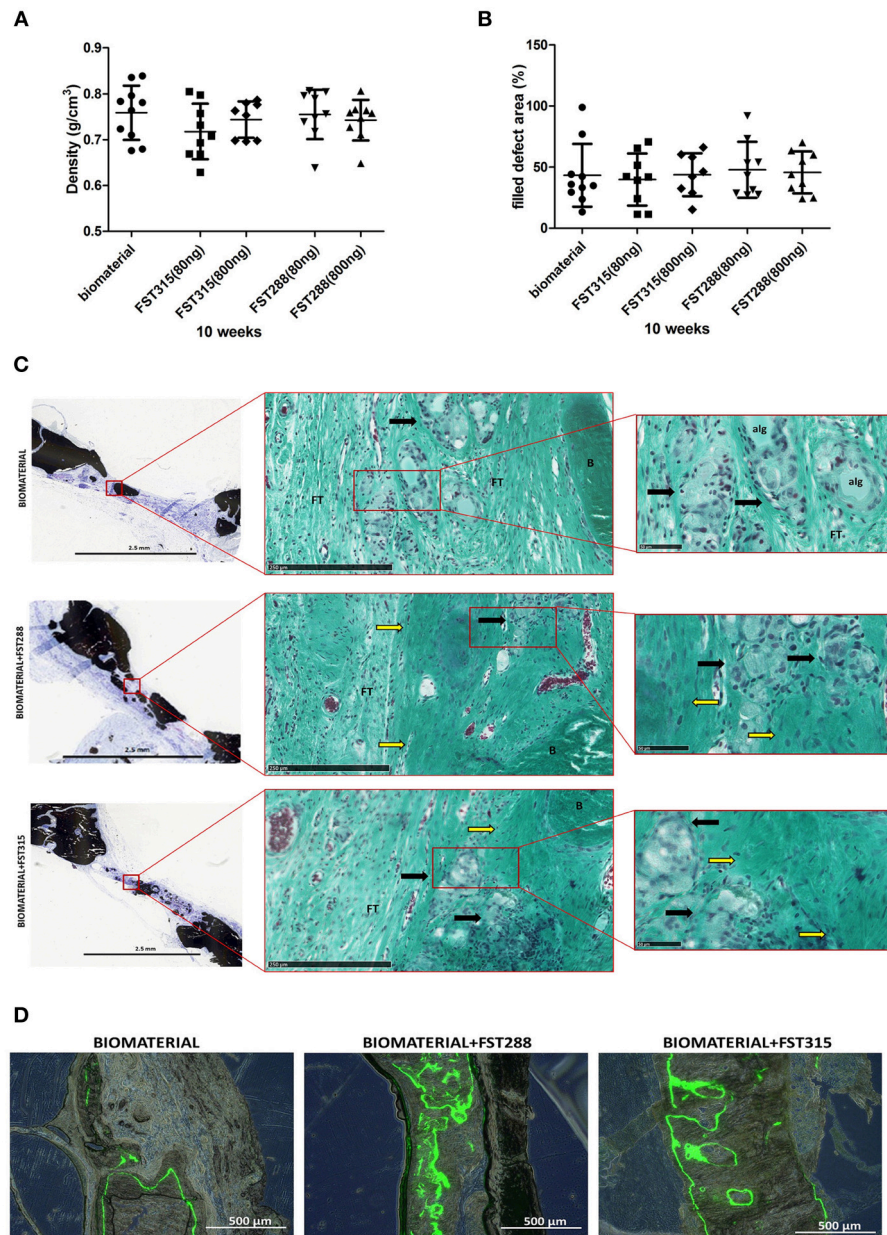 A
Density (g/cm³)
0.9
0.8
0.7
0.6
0.5
biomaterial
FST315(80ng)
FST315(800ng)
FST288(80ng)
FST288(800ng)
10 weeks
B
filled defect area (%)
150
100
50
0
biomaterial
FST315(80ng)
FST315(800ng)
FST288(80ng)
FST288(800ng)
10 weeks
C
BIOMATERIAL
2.5 mm
FT
FT
B
250 µm
alg
alg
FT
BIOMATERIAL+FST288
2.5 mm
FT
B
250 µm
BIOMATERIAL+FST315
2.5 mm
FT
B
250 µm
D
BIOMATERIAL
BIOMATERIAL+FST288
BIOMATERIAL+FST315
500 µm
500 µm
500 µm